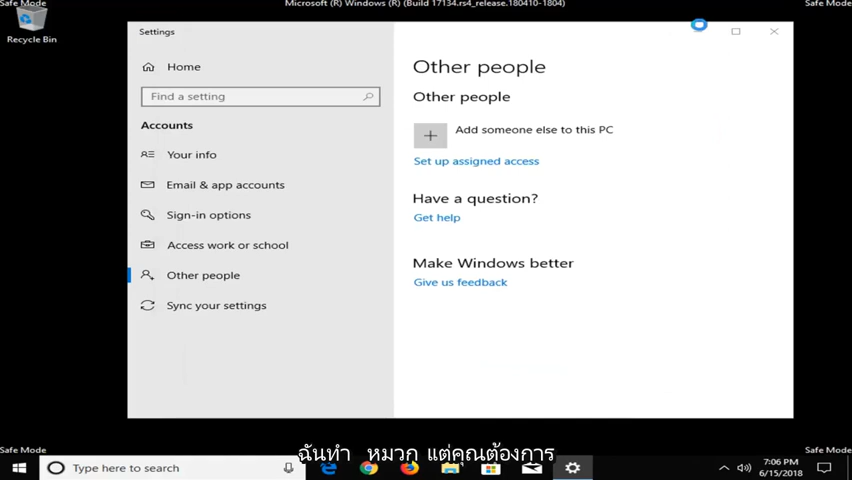 Safe Mode
Microsoft (R) Windows (R) (Build 17134.rs4_release.180410-1804)
Safe Mode
Recycle Bin
Settings
Home
Find a setting
Accounts
Your info
Email & app accounts
Sign-in options
Access work or school
Other people
Sync your settings
Other people
Other people
Add someone else to this PC
Set up assigned access
Have a question?
Get help
Make Windows better
Give us feedback
Safe Mode
Safe Mode
ฉันทำ หมวก แต่คุณต้องการ
Type here to search
7:06 PM
6/15/2018